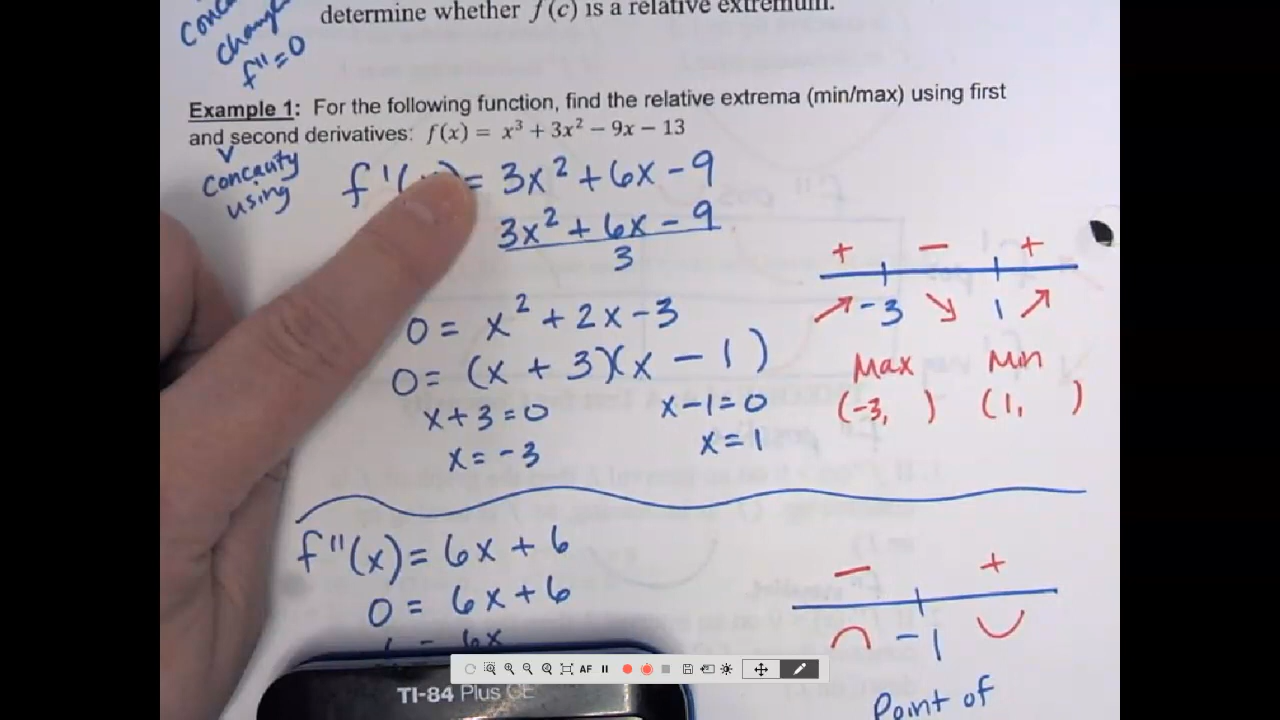 determine whether f(c) is a relative extremum.
f''=0
Example 1: For the following function, find the relative extrema (min/max) using first
and second derivatives: f(x) = x³ + 3x² − 9x − 13
Concavity
using
= 3x² + 6x - 9
3x² + 6x - 9
3
0 = x² + 2x - 3
0 = (x + 3)(x - 1)
x + 3 = 0
x - 1 = 0
x = -3
x = 1
+ - +
-3 1
Max Min
(-3, ) (1, )
f''(x) = 6x + 6
0 = 6x + 6
6x
- +
-1
Point of
TI-84 Plus CE
AF